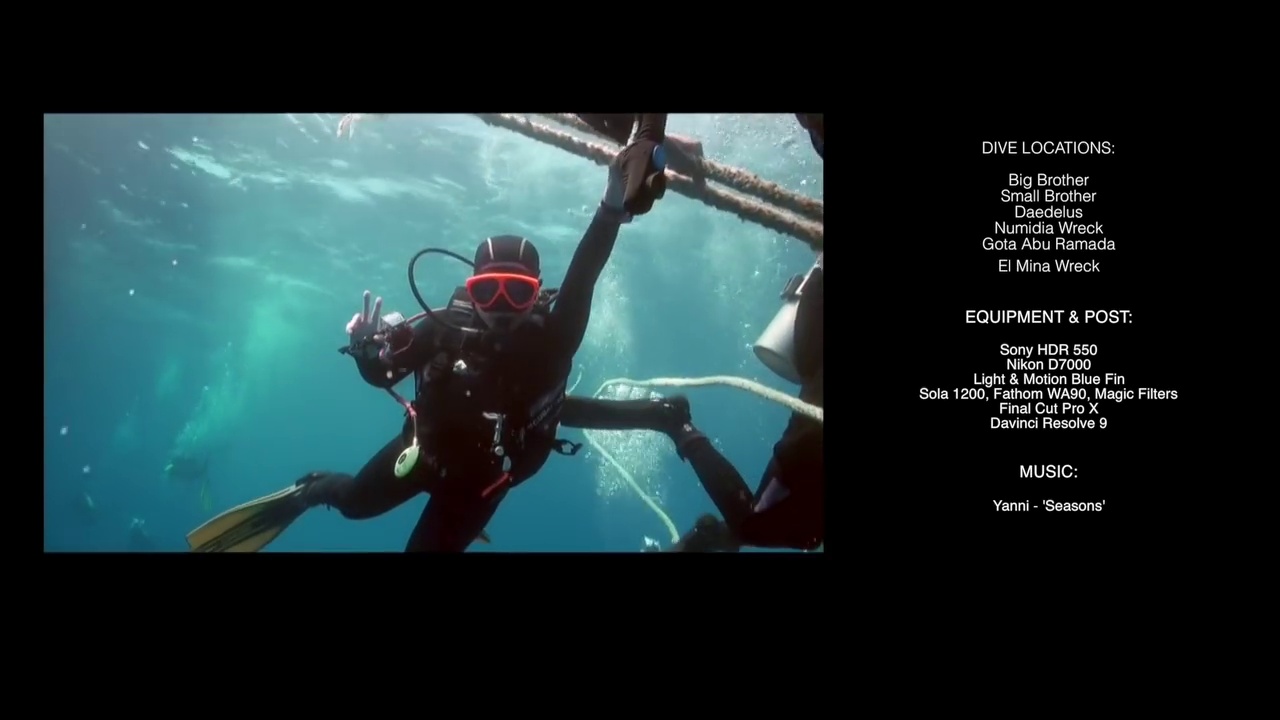 DIVE LOCATIONS:
Big Brother
Small Brother
Daedelus
Numidia Wreck
Gota Abu Ramada
El Mina Wreck
EQUIPMENT & POST:
Sony HDR 550
Nikon D7000
Light & Motion Blue Fin
Sola 1200, Fathom WA90, Magic Filters
Final Cut Pro X
Davinci Resolve 9
MUSIC:
Yanni - 'Seasons'